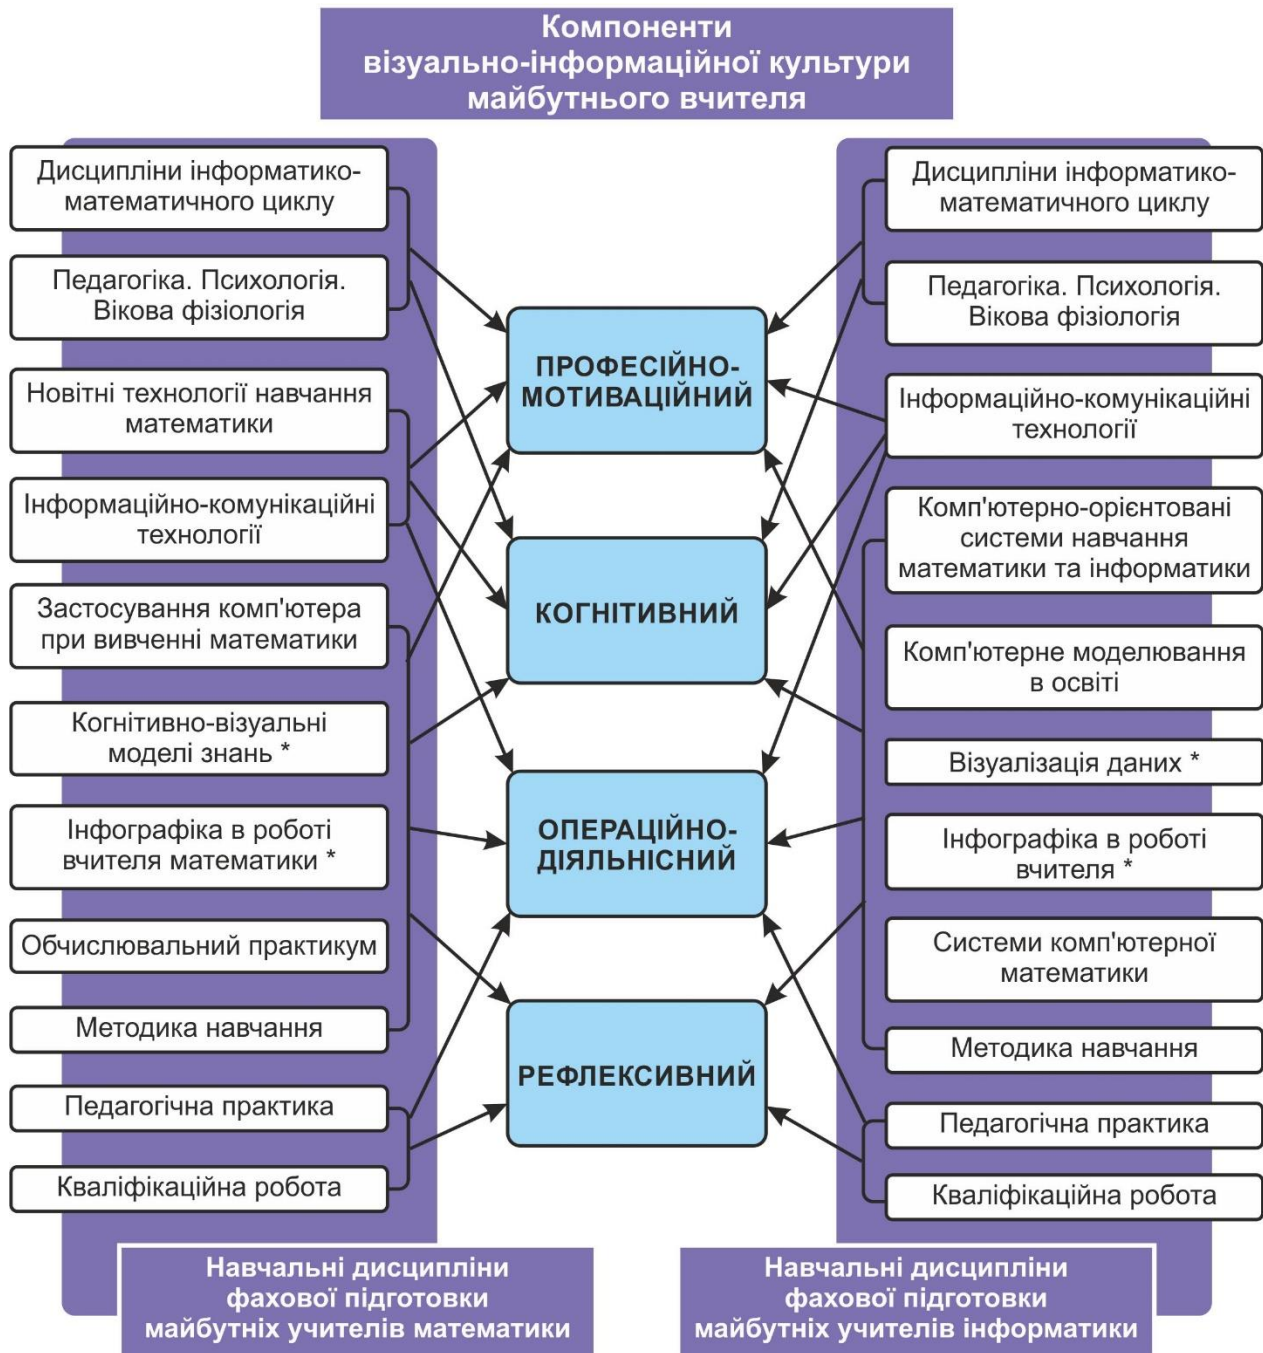 Компоненти
візуально-інформаційної культури
майбутнього вчителя
Дисципліни інформатико-
математичного циклу
Педагогіка. Психологія.
Вікова фізіологія
Новітні технології навчання
математики
Інформаційно-комунікаційні
технології
Застосування комп'ютера
при вивченні математики
Когнітивно-візуальні
моделі знань *
Інфографіка в роботі
вчителя математики *
Обчислювальний практикум
Методика навчання
Педагогічна практика
Кваліфікаційна робота
ПРОФЕСІЙНО-
МОТИВАЦІЙНИЙ
КОГНІТИВНИЙ
ОПЕРАЦІЙНО-
ДІЯЛЬНІСНИЙ
РЕФЛЕКСИВНИЙ
Дисципліни інформатико-
математичного циклу
Педагогіка. Психологія.
Вікова фізіологія
Інформаційно-комунікаційні
технології
Комп'ютерно-орієнтовані
системи навчання
математики та інформатики
Комп'ютерне моделювання
в освіті
Візуалізація даних *
Інфографіка в роботі
вчителя *
Системи комп'ютерної
математики
Методика навчання
Педагогічна практика
Кваліфікаційна робота
Навчальні дисципліни
фахової підготовки
майбутніх учителів математики
Навчальні дисципліни
фахової підготовки
майбутніх учителів інформатики